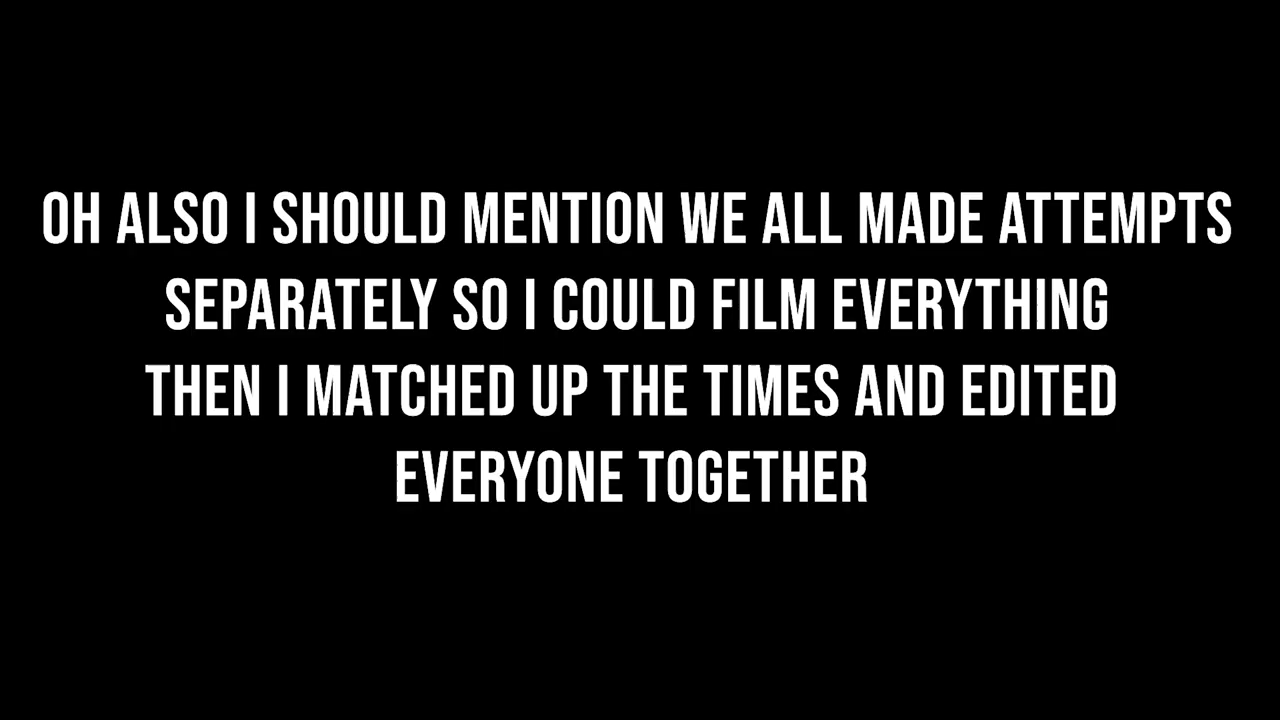 OH ALSO I SHOULD MENTION WE ALL MADE ATTEMPTS
SEPARATELY SO I COULD FILM EVERYTHING
THEN I MATCHED UP THE TIMES AND EDITED
EVERYONE TOGETHER